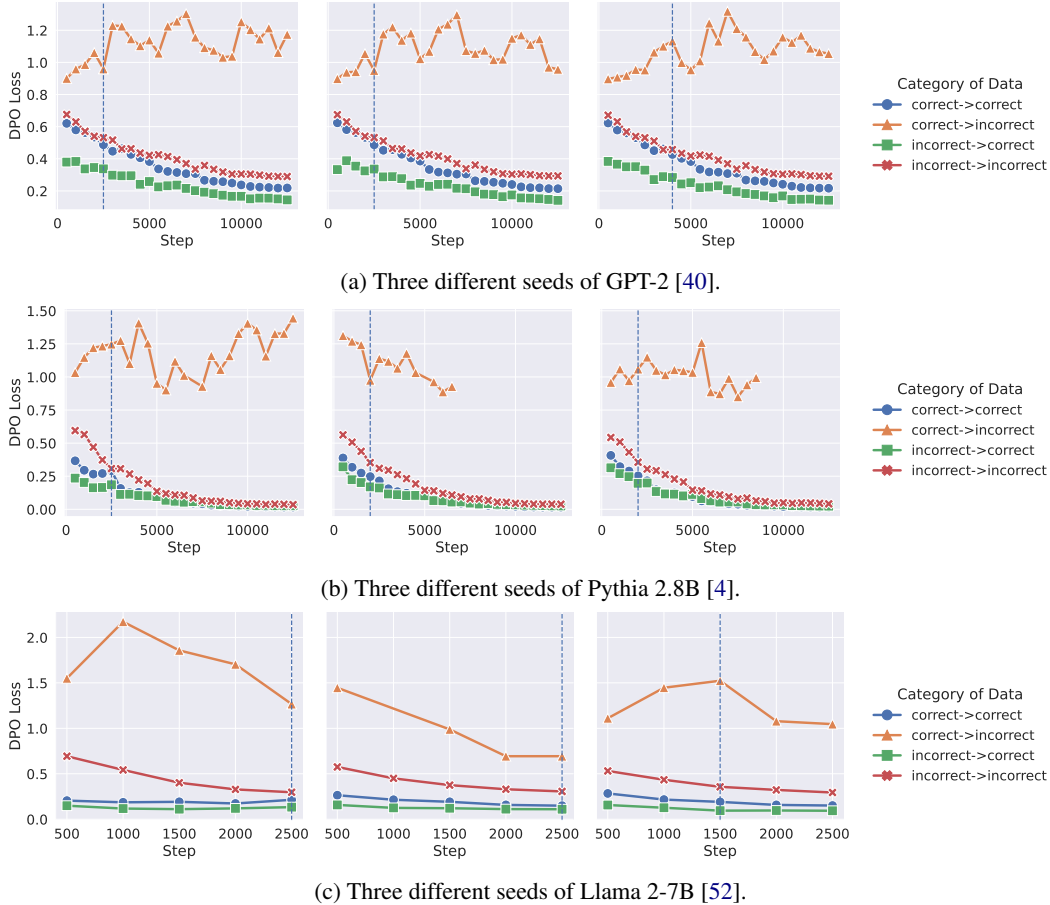 1.2
1.0
0.8
0.6
0.4
0.2
DPO Loss
0 5000 10000
Step
0 5000 10000
Step
0 5000 10000
Step
Category of Data
correct->correct
correct->incorrect
incorrect->correct
incorrect->incorrect
(a) Three different seeds of GPT-2 [40].
1.50
1.25
1.00
0.75
0.50
0.25
0.00
DPO Loss
0 5000 10000
Step
0 5000 10000
Step
0 5000 10000
Step
Category of Data
correct->correct
correct->incorrect
incorrect->correct
incorrect->incorrect
(b) Three different seeds of Pythia 2.8B [4].
2.0
1.5
1.0
0.5
0.0
DPO Loss
500 1000 1500 2000 2500
Step
500 1000 1500 2000 2500
Step
500 1000 1500 2000 2500
Step
Category of Data
correct->correct
correct->incorrect
incorrect->correct
incorrect->incorrect
(c) Three different seeds of Llama 2-7B [52].